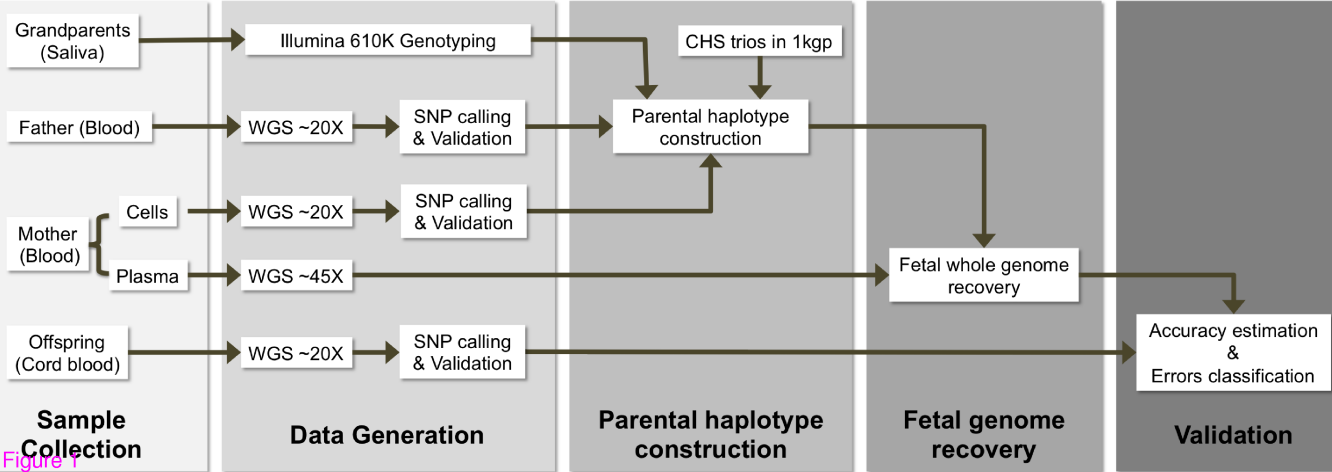 Grandparents
(Saliva)
Illumina 610K Genotyping
CHS trios in 1kgp
Father (Blood)
WGS ~20X
SNP calling
& Validation
Parental haplotype
construction
Mother
(Blood)
Cells
WGS ~20X
SNP calling
& Validation
Plasma
WGS ~45X
Fetal whole genome
recovery
Offspring
(Cord blood)
WGS ~20X
SNP calling
& Validation
Accuracy estimation
&
Errors classification
Sample
Collection
Data Generation
Parental haplotype
construction
Fetal genome
recovery
Validation
Figure 1